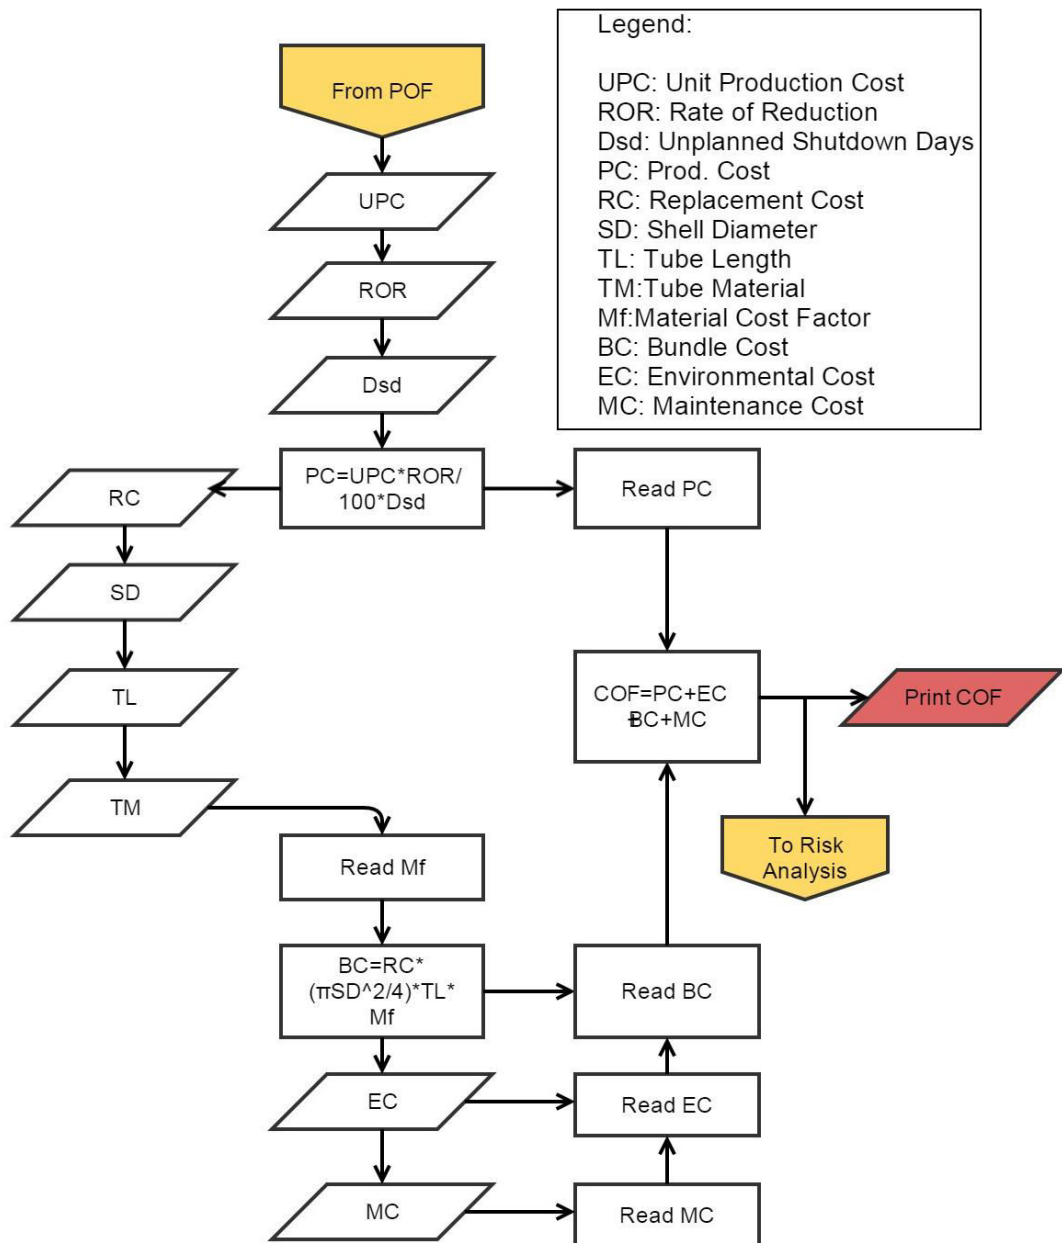 Legend:
UPC: Unit Production Cost
ROR: Rate of Reduction
Dsd: Unplanned Shutdown Days
PC: Prod. Cost
RC: Replacement Cost
SD: Shell Diameter
TL: Tube Length
TM:Tube Material
Mf:Material Cost Factor
BC: Bundle Cost
EC: Environmental Cost
MC: Maintenance Cost
From POF
UPC
ROR
Dsd
PC=UPC*ROR/
100*Dsd
Read PC
RC
SD
TL
TM
Read Mf
BC=RC*
(πSD^2/4)*TL*
Mf
Read BC
EC
Read EC
MC
Read MC
COF=PC+EC
+BC+MC
Print COF
To Risk
Analysis